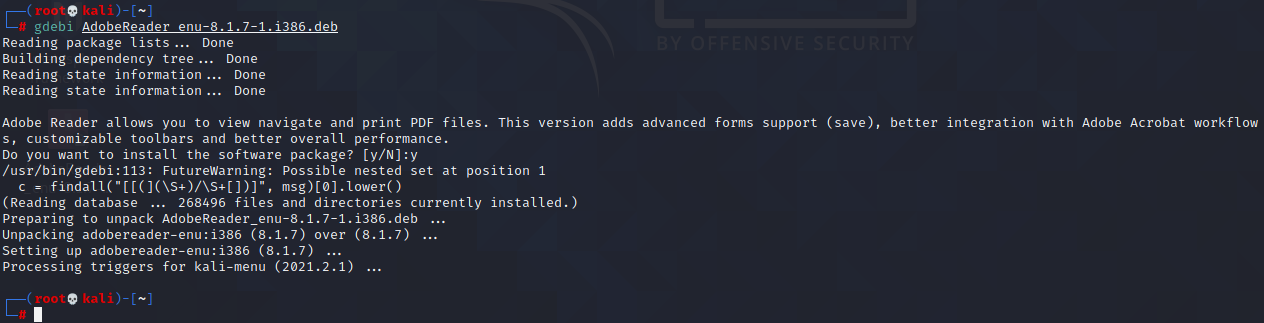 ┌──(root💀kali)-[~]
└─# gdebi AdobeReader_enu-8.1.7-1.i386.deb
BY OFFENSIVE SECURITY
Reading package lists... Done
Building dependency tree... Done
Reading state information... Done
Reading state information... Done
Adobe Reader allows you to view navigate and print PDF files. This version adds advanced forms support (save), better integration with Adobe Acrobat workflow
s, customizable toolbars and better overall performance.
Do you want to install the software package? [y/N]:y
/usr/bin/gdebi:113: FutureWarning: Possible nested set at position 1
  c = findall("[[(](\S+)/\S+[])]", msg)[0].lower()
(Reading database ... 268496 files and directories currently installed.)
Preparing to unpack AdobeReader_enu-8.1.7-1.i386.deb ...
Unpacking adobereader-enu:i386 (8.1.7) over (8.1.7) ...
Setting up adobereader-enu:i386 (8.1.7) ...
Processing triggers for kali-menu (2021.2.1) ...
┌──(root💀kali)-[~]
└─#